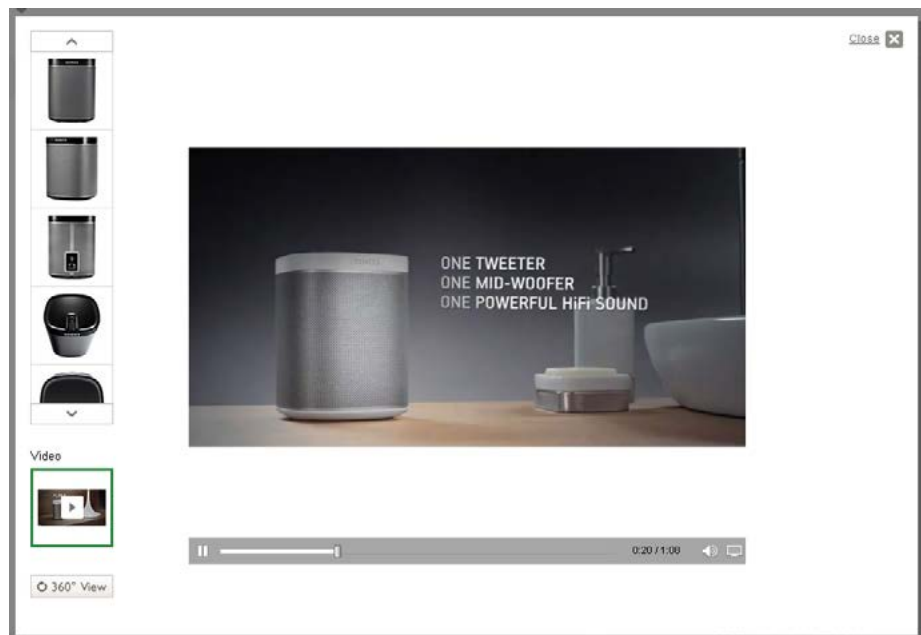 Close
ONE TWEETER
ONE MID-WOOFER
ONE POWERFUL HiFi SOUND
Video
0:20 / 1:08
360° View